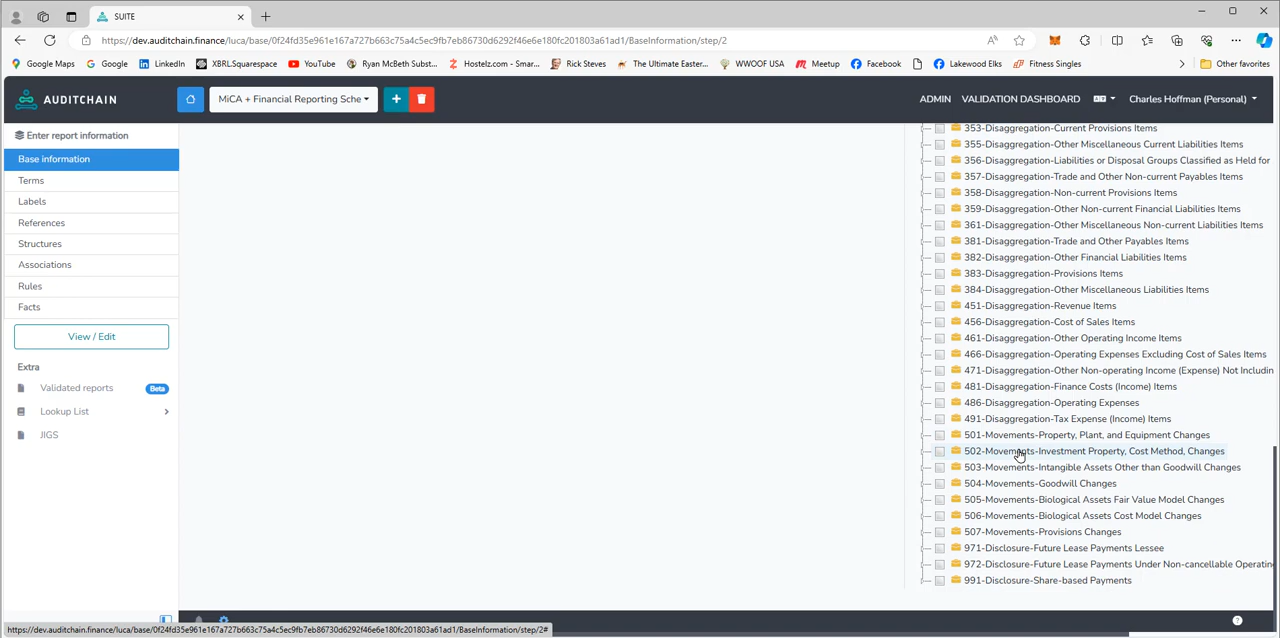 SUITE
https://dev.auditchain.finance/luca/base/0f24fd35e961e167a727b663c75a4c5ec9fb7eb86730d6292f46e6e180fc201803a61ad1/BaseInformation/step/2
Google Maps
Google
LinkedIn
XBRLSquarespace
YouTube
Ryan McBeth Subst...
Hostelz.com - Smar...
Rick Steves
The Ultimate Easter...
WWOOF USA
Meetup
Facebook
Lakewood Elks
Fitness Singles
Other favorites
AUDITCHAIN
MiCA + Financial Reporting Sche
ADMIN
VALIDATION DASHBOARD
Charles Hoffman (Personal)
Enter report information
Base information
Terms
Labels
References
Structures
Associations
Rules
Facts
View / Edit
Extra
Validated reports
Beta
Lookup List
JIGS
353-Disaggregation-Current Provisions Items
355-Disaggregation-Other Miscellaneous Current Liabilities Items
356-Disaggregation-Liabilities or Disposal Groups Classified as Held for
357-Disaggregation-Trade and Other Non-current Payables Items
358-Disaggregation-Non-current Provisions Items
359-Disaggregation-Other Non-current Financial Liabilities Items
361-Disaggregation-Other Miscellaneous Non-current Liabilities Items
381-Disaggregation-Trade and Other Payables Items
382-Disaggregation-Other Financial Liabilities Items
383-Disaggregation-Provisions Items
384-Disaggregation-Other Miscellaneous Liabilities Items
451-Disaggregation-Revenue Items
456-Disaggregation-Cost of Sales Items
461-Disaggregation-Other Operating Income Items
466-Disaggregation-Operating Expenses Excluding Cost of Sales Items
471-Disaggregation-Other Non-operating Income (Expense) Not Includin
481-Disaggregation-Finance Costs (Income) Items
486-Disaggregation-Operating Expenses
491-Disaggregation-Tax Expense (Income) Items
501-Movements-Property, Plant, and Equipment Changes
502-Movements-Investment Property, Cost Method, Changes
503-Movements-Intangible Assets Other than Goodwill Changes
504-Movements-Goodwill Changes
505-Movements-Biological Assets Fair Value Model Changes
506-Movements-Biological Assets Cost Model Changes
507-Movements-Provisions Changes
971-Disclosure-Future Lease Payments Lessee
972-Disclosure-Future Lease Payments Under Non-cancellable Operatin
991-Disclosure-Share-based Payments
https://dev.auditchain.finance/luca/base/0f24fd35e961e167a727b663c75a4c5ec9fb7eb86730d6292f46e6e180fc201803a61ad1/BaseInformation/step/2#